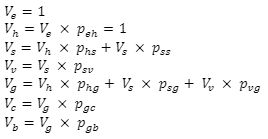 V_e = 1
V_h = V_e × p_eh = 1
V_s = V_h × p_hs + V_s × p_ss
V_v = V_s × p_sv
V_g = V_h × p_hg + V_s × p_sg + V_v × p_vg
V_c = V_g × p_gc
V_b = V_g × p_gb